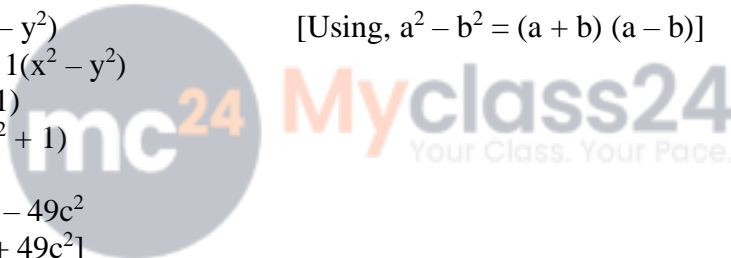 – y²) [Using, a² – b² = (a + b) (a – b)]
1(x² – y²)
1)
² + 1)
– 49c²
+ 49c²]
mc24 Myclass24
Your Class. Your Pace.